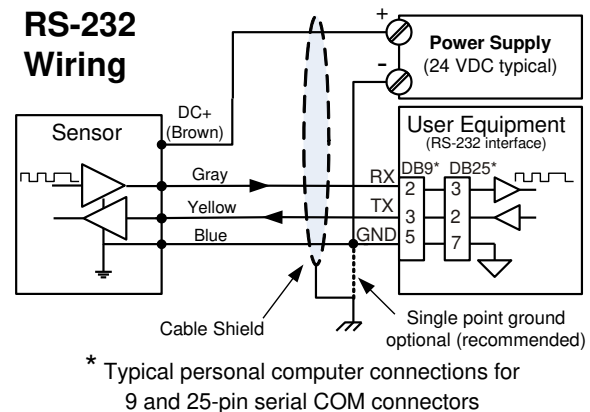 RS-232
Wiring
+
-
Power Supply
(24 VDC typical)
DC+
(Brown)
Sensor
User Equipment
(RS-232 interface)
DB9* DB25*
Gray
RX
2
3
Yellow
TX
3
2
Blue
GND
5
7
Cable Shield
Single point ground
optional (recommended)
* Typical personal computer connections for
9 and 25-pin serial COM connectors